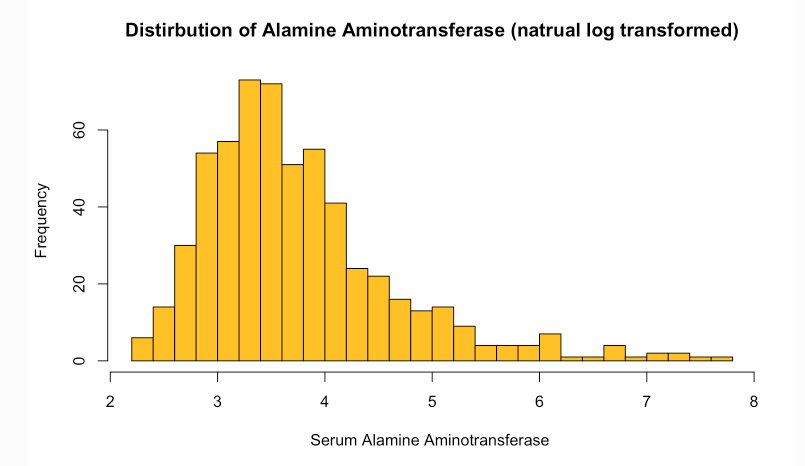 Distirbution of Alamine Aminotransferase (natrual log transformed)
60
40
20
0
Frequency
2 3 4 5 6 7 8
Serum Alamine Aminotransferase